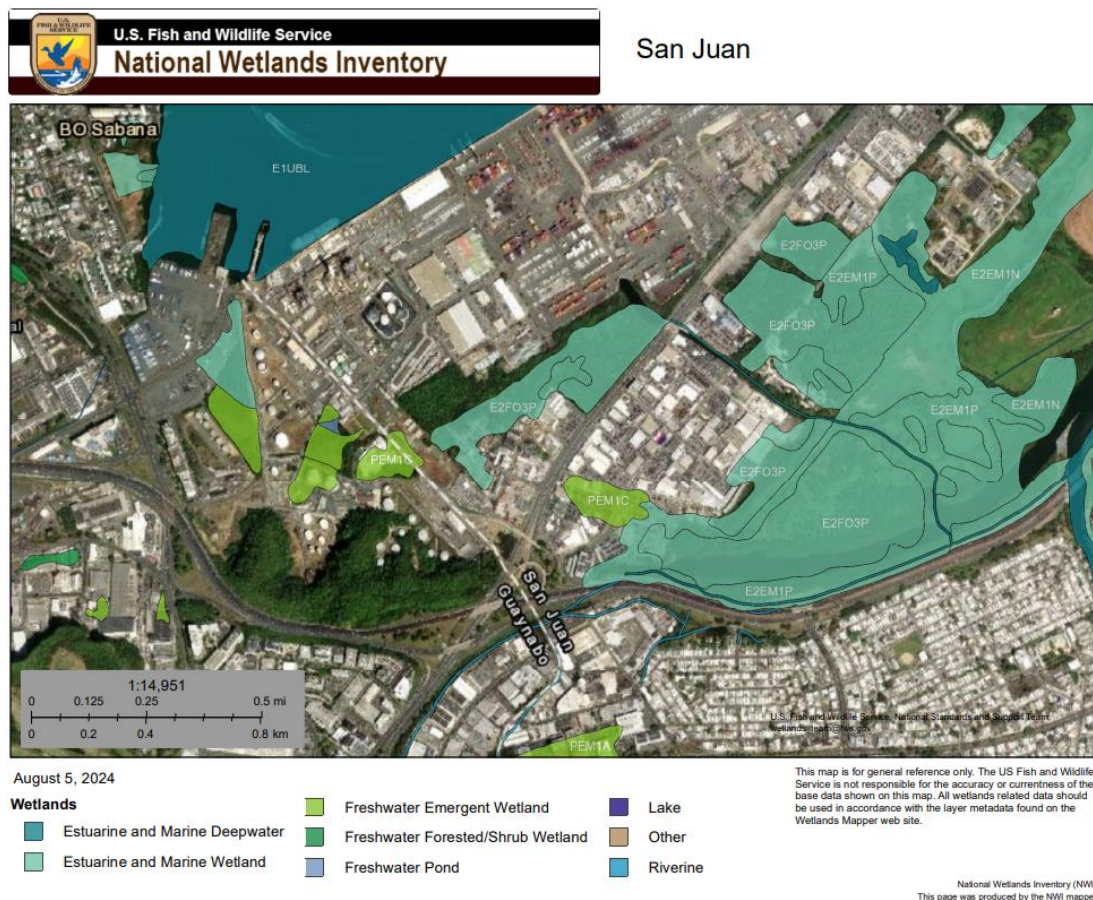 U.S.
FISH & WILDLIFE
SERVICE
U.S. Fish and Wildlife Service
National Wetlands Inventory
San Juan
BO Sabana
E1UBL
E2FO3P
E2EM1P
E2EM1N
E2FO3P
E2FO3P
E2EM1P
E2EM1N
PEM1C
E2FO3P
PEM1C
E2FO3P
E2EM1P
San Juan
Guaynabo
PEM1A
1:14,951
0 0.125 0.25 0.5 mi
0 0.2 0.4 0.8 km
U.S. Fish and Wildlife Service, National Standards and Support Team,
wetlands_team@fws.gov
August 5, 2024
Wetlands
Estuarine and Marine Deepwater
Estuarine and Marine Wetland
Freshwater Emergent Wetland
Freshwater Forested/Shrub Wetland
Freshwater Pond
Lake
Other
Riverine
This map is for general reference only. The US Fish and Wildlife
Service is not responsible for the accuracy or currentness of the
base data shown on this map. All wetlands related data should
be used in accordance with the layer metadata found on the
Wetlands Mapper web site.
National Wetlands Inventory (NWI
This page was produced by the NWI mappe